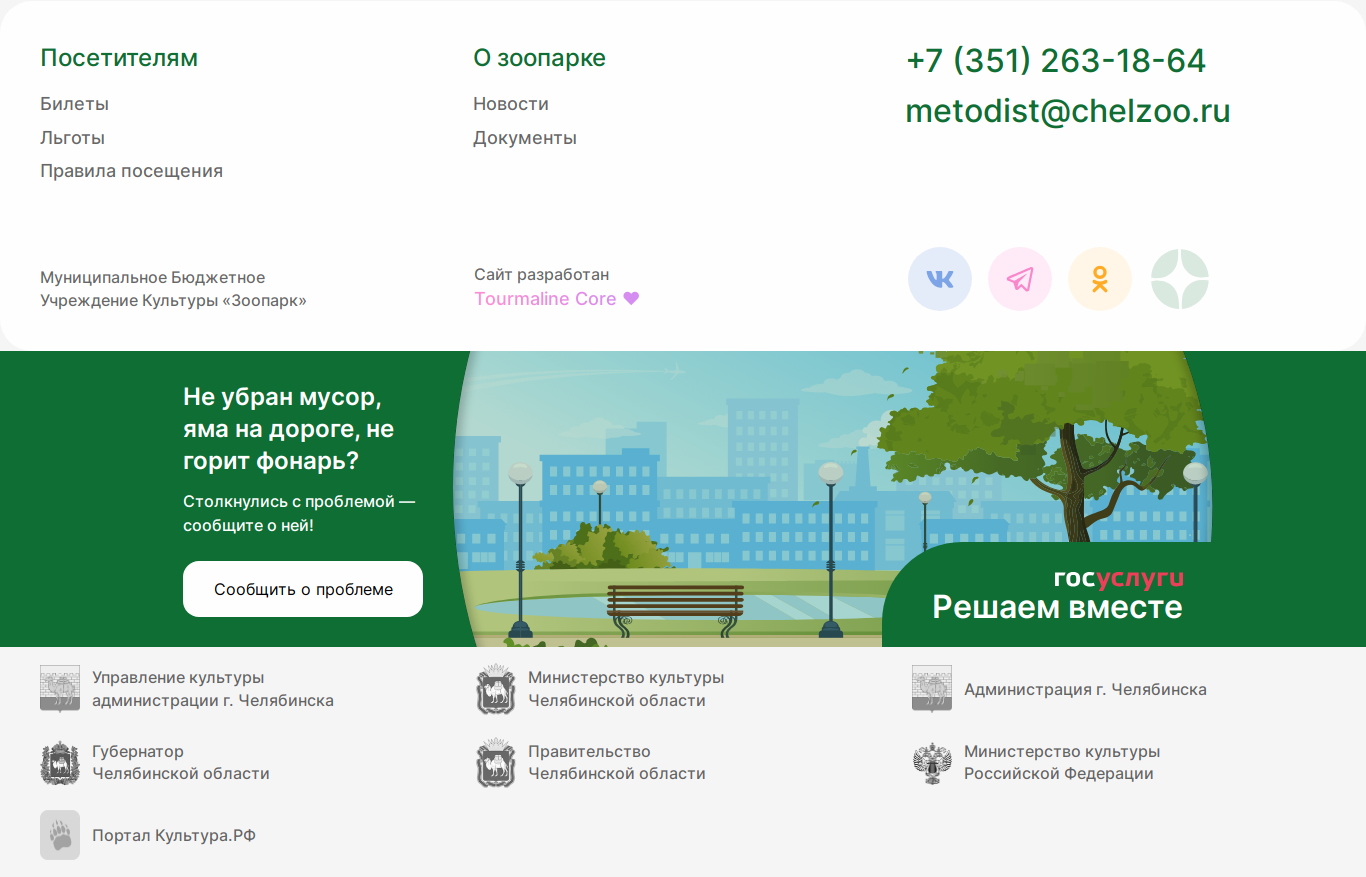 Посетителям
Билеты
Льготы
Правила посещения
О зоопарке
Новости
Документы
+7 (351) 263-18-64
metodist@chelzoo.ru
Муниципальное Бюджетное
Учреждение Культуры «Зоопарк»
Сайт разработан
Tourmaline Core
Не убран мусор,
яма на дороге, не
горит фонарь?
Столкнулись с проблемой —
сообщите о ней!
Сообщить о проблеме
госуслуги
Решаем вместе
Управление культуры
администрации г. Челябинска
Министерство культуры
Челябинской области
Администрация г. Челябинска
Губернатор
Челябинской области
Правительство
Челябинской области
Министерство культуры
Российской Федерации
Портал Культура.РФ